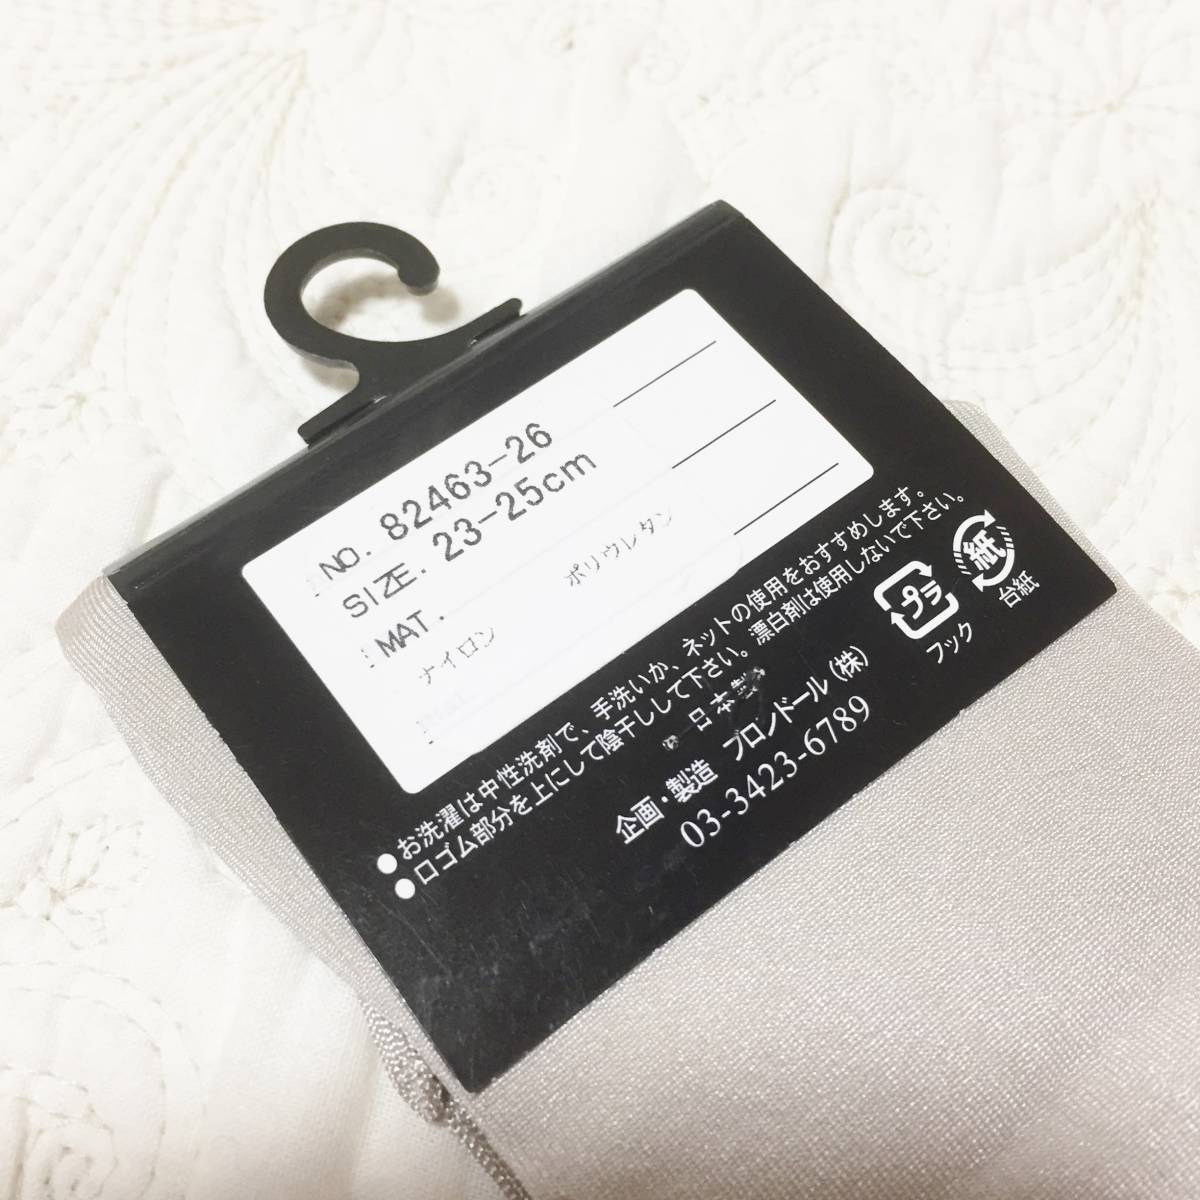 NO. 82463-26
SIZE. 23-25cm
MAT.
ナイロン ポリウレタン
●お洗濯は中性洗剤で、手洗いか、ネットの使用をおすすめします。
●口ゴム部分を上にして陰干しして下さい。漂白剤は使用しないで下さい。
日本製
企画・製造 ブロンドール(株)
03-3423-6789
プラ
フック
紙
台紙